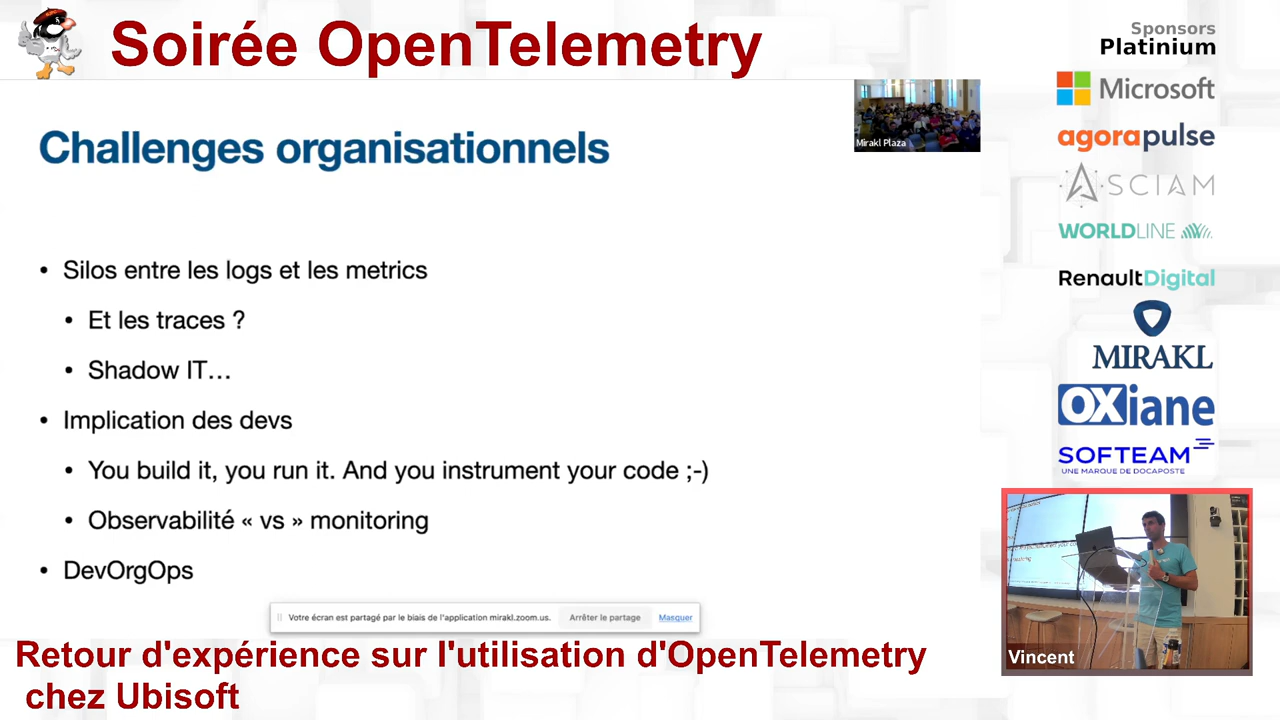 Soirée OpenTelemetry
Sponsors
Platinium
Microsoft
agorapulse
ASCIAM
WORLDLINE
RenaultDigital
MIRAKL
OXiane
SOFTEAM
UNE MARQUE DE DOCAPOSTE
Mirakl Plaza
Challenges organisationnels
• Silos entre les logs et les metrics
• Et les traces ?
• Shadow IT…
• Implication des devs
• You build it, you run it. And you instrument your code ;-)
• Observabilité « vs » monitoring
• DevOrgOps
Votre écran est partagé par le biais de l'application mirakl.zoom.us. Arrêter le partage Masquer
Vincent
Retour d'expérience sur l'utilisation d'OpenTelemetry
chez Ubisoft